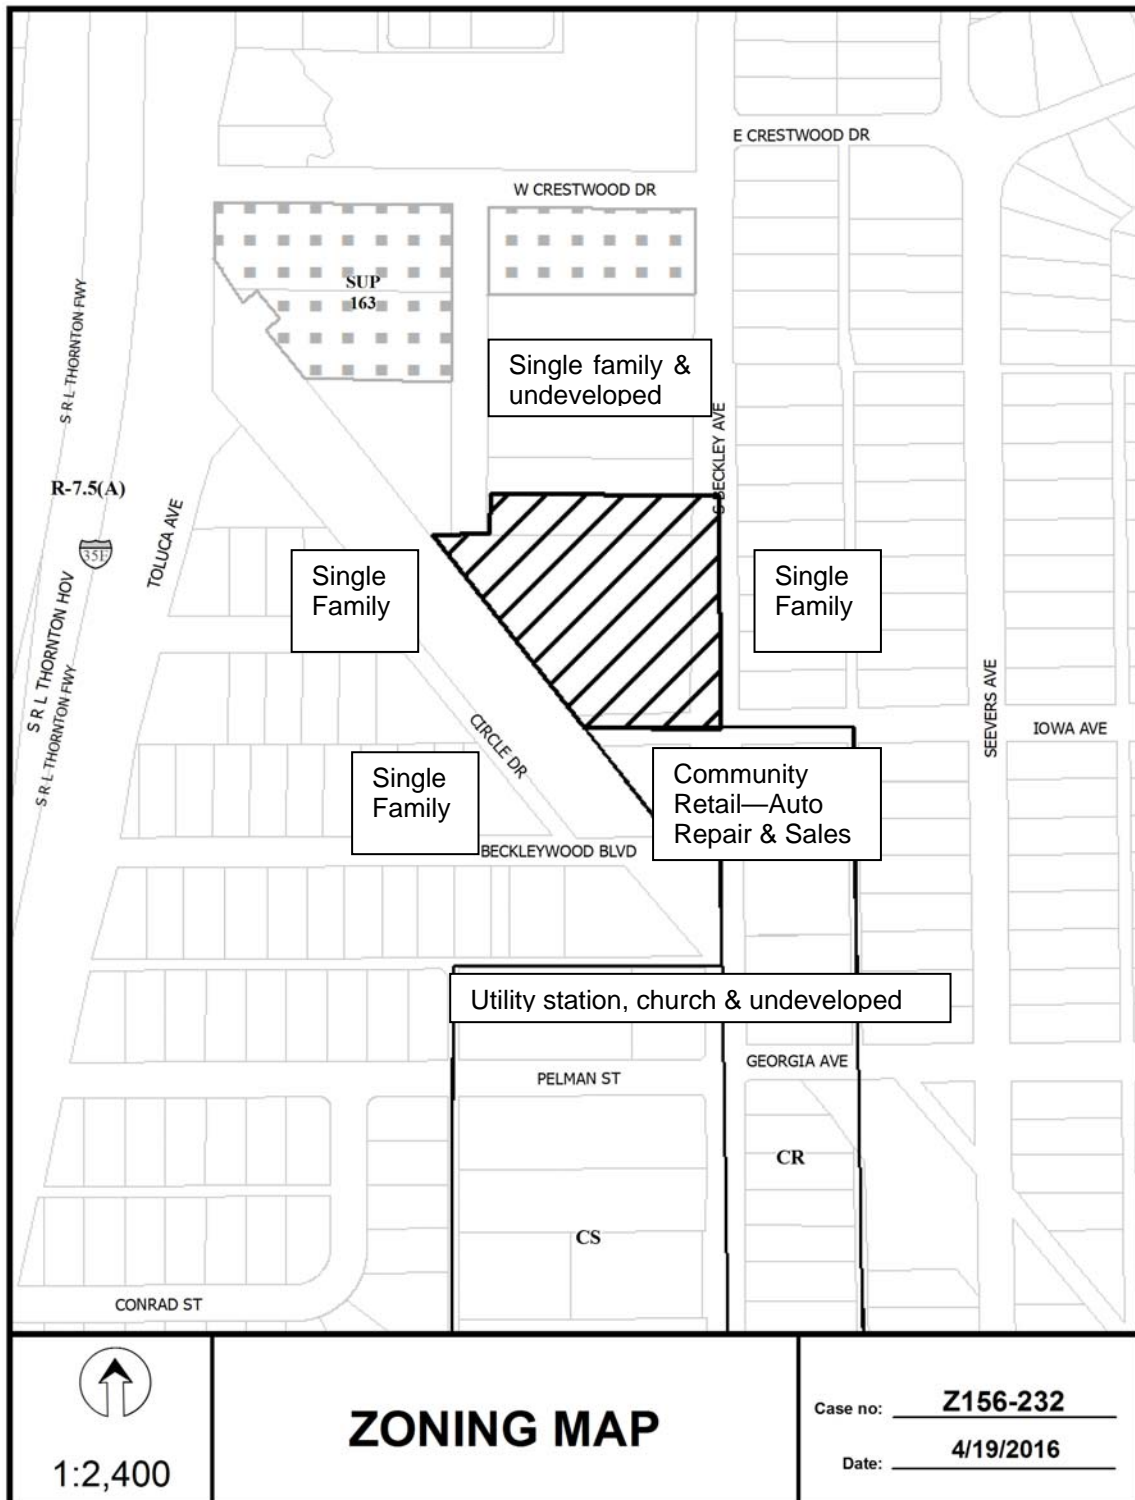 E CRESTWOOD DR
W CRESTWOOD DR
SUP
163
S R L THORNTON FWY
Single family &
undeveloped
S BECKLEY AVE
R-7.5(A)
35E
TOLUCA AVE
Single
Family
Single
Family
S R L THORNTON HOV
S R L THORNTON FWY
SEEVERS AVE
IOWA AVE
CIRCLE DR
Single
Family
Community
Retail—Auto
Repair & Sales
BECKLEYWOOD BLVD
Utility station, church & undeveloped
GEORGIA AVE
PELMAN ST
CR
CS
CONRAD ST
1:2,400
ZONING MAP
Case no: Z156-232
Date: 4/19/2016